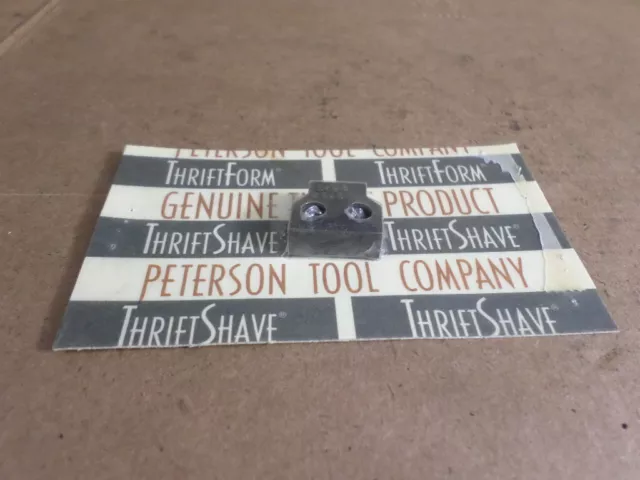 PETERSON TOOL COMPANY
THRIFTFORM® THRIFTFORM®
GENUINE PRODUCT
THRIFTSHAVE THRIFTSHAVE®
PETERSON TOOL COMPANY
THRIFTSHAVE® THRIFTSHAVE®